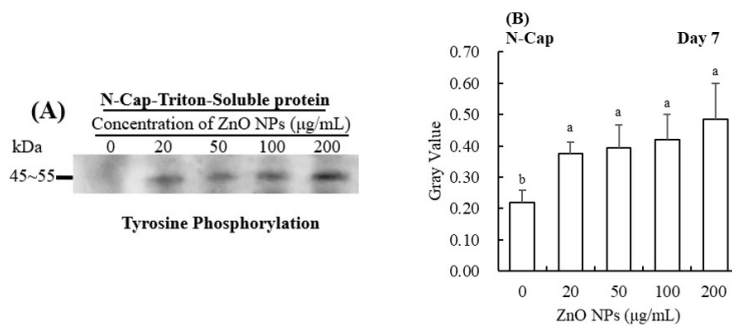 (A)
N-Cap-Triton-Soluble protein
Concentration of ZnO NPs (μg/mL)
kDa
0 20 50 100 200
45~55
Tyrosine Phosphorylation
(B)
N-Cap Day 7
Gray Value
0.70
0.60
0.50
0.40
0.30
0.20
0.10
0.00
b a a a a
0 20 50 100 200
ZnO NPs (μg/mL)